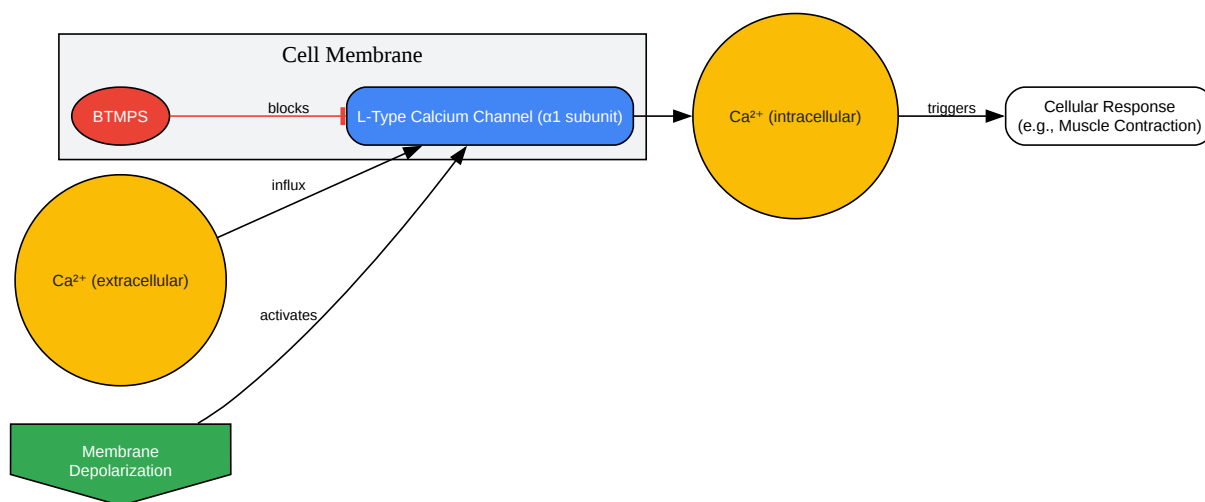 Cell Membrane
BTMPS
blocks
L-Type Calcium Channel (α1 subunit)
Ca²⁺ (intracellular)
triggers
Cellular Response
(e.g., Muscle Contraction)
influx
Ca²⁺ (extracellular)
activates
Membrane
Depolarization